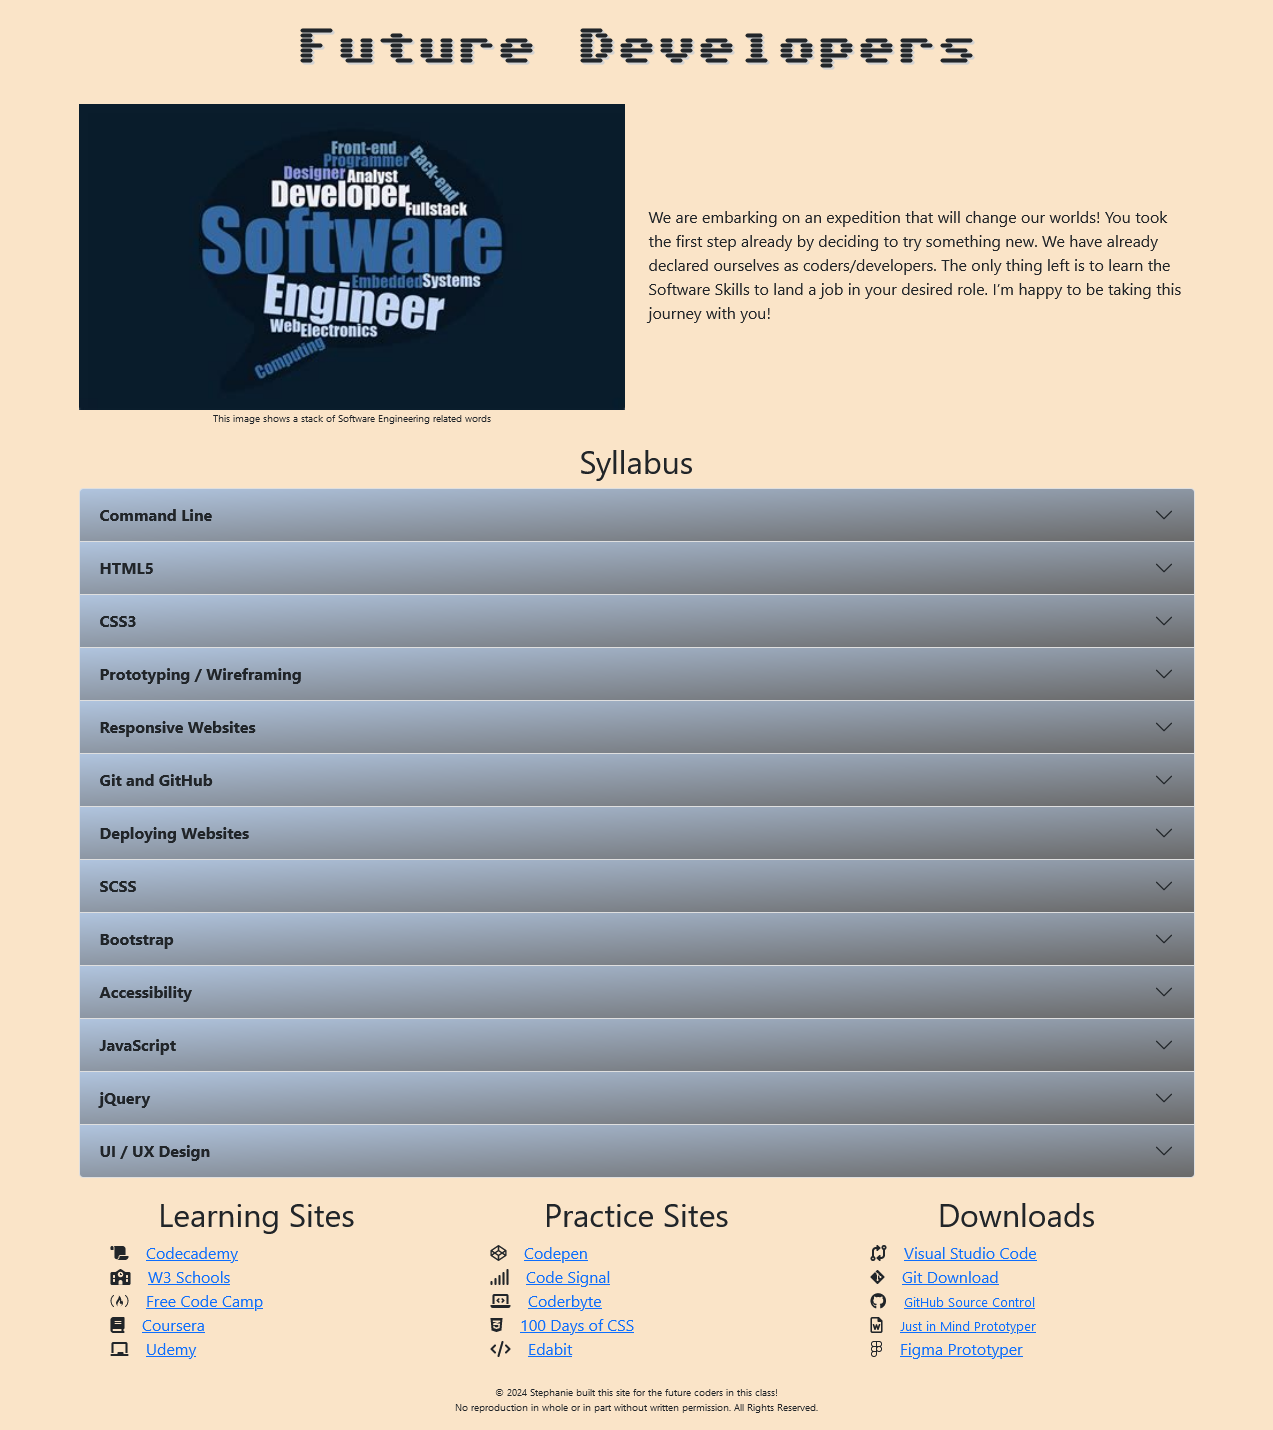 Future Developers
Front-end
Programmer
Back-end
Designer
Analyst
Developer
Fullstack
Software
Embedded
Systems
Engineer
Web
Electronics
Computing
We are embarking on an expedition that will change our worlds! You took
the first step already by deciding to try something new. We have already
declared ourselves as coders/developers. The only thing left is to learn the
Software Skills to land a job in your desired role. I'm happy to be taking this
journey with you!
This image shows a stack of Software Engineering related words
Syllabus
Command Line
HTML5
CSS3
Prototyping / Wireframing
Responsive Websites
Git and GitHub
Deploying Websites
SCSS
Bootstrap
Accessibility
JavaScript
jQuery
UI / UX Design
Learning Sites
Codecademy
W3 Schools
Free Code Camp
Coursera
Udemy
Practice Sites
Codepen
Code Signal
Coderbyte
100 Days of CSS
Edabit
Downloads
Visual Studio Code
Git Download
GitHub Source Control
Just in Mind Prototyper
Figma Prototyper
© 2024 Stephanie built this site for the future coders in this class!
No reproduction in whole or in part without written permission. All Rights Reserved.